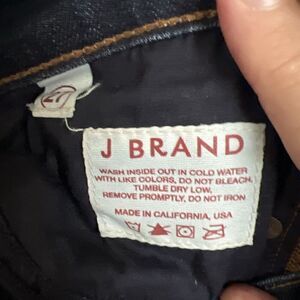 27
J BRAND
WASH INSIDE OUT IN COLD WATER
WITH LIKE COLORS, DO NOT BLEACH,
TUMBLE DRY LOW,
REMOVE PROMPTLY, DO NOT IRON
MADE IN CALIFORNIA, USA